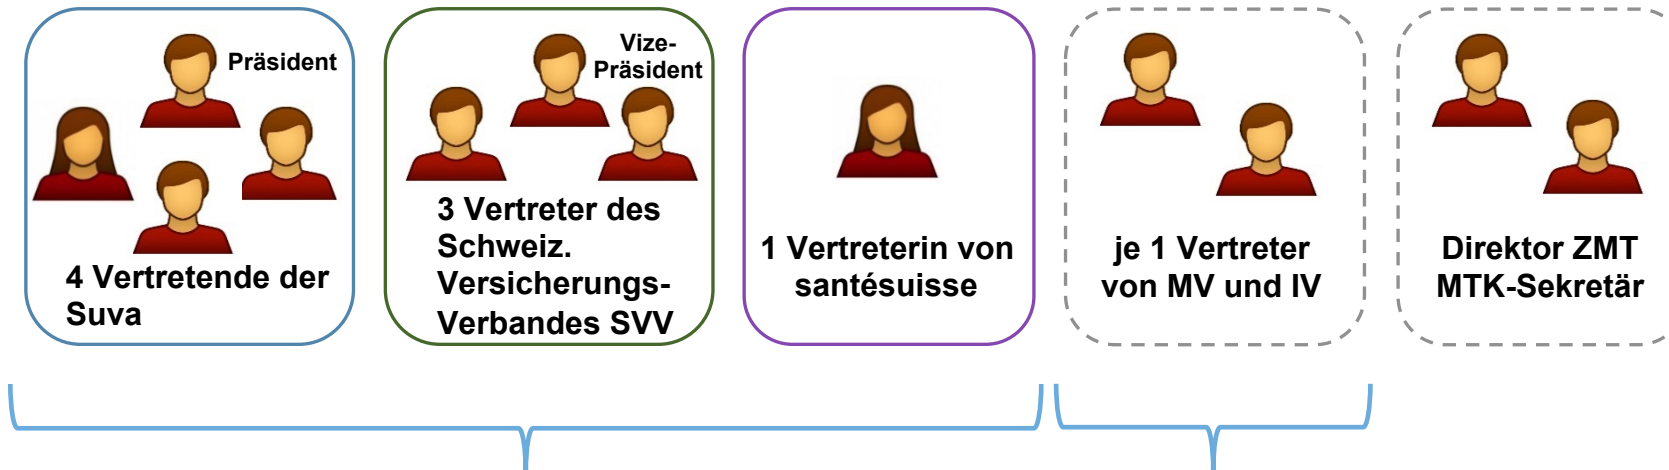 Präsident
4 Vertretende der
Suva
Vize-
Präsident
3 Vertreter des
Schweiz.
Versicherungs-
Verbandes SVV
1 Vertreterin von
santésuisse
je 1 Vertreter
von MV und IV
Direktor ZMT
MTK-Sekretär